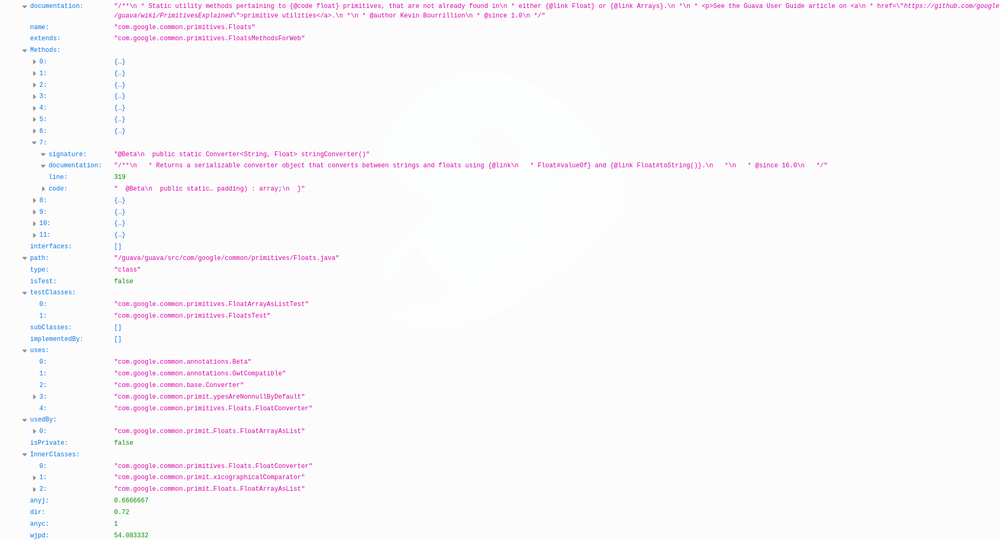 documentation: "/**\n * Static utility methods pertaining to {@code float} primitives, that are not already found in\n * either {@link Float} or {@link Arrays}.\n *\n * <p>See the Guava User Guide article on <a\n * href=\"https://github.com/google
/guava/wiki/PrimitivesExplained\">primitive utilities</a>.\n *\n * @author Kevin Bourrillion\n * @since 1.0\n */"
name: "com.google.common.primitives.Floats"
extends: "com.google.common.primitives.FloatsMethodsForWeb"
Methods:
0: {…}
1: {…}
2: {…}
3: {…}
4: {…}
5: {…}
6: {…}
7:
signature: "@Beta\n  public static Converter<String, Float> stringConverter()"
documentation: "/**\n   * Returns a serializable converter object that converts between strings and floats using {@link\n   * Float#valueOf} and {@link Float#toString()}.\n   *\n   * @since 16.0\n   */"
line: 319
code: "  @Beta\n  public static… padding) : array;\n  }"
8: {…}
9: {…}
10: {…}
11: {…}
interfaces: []
path: "/guava/guava/src/com/google/common/primitives/Floats.java"
type: "class"
isTest: false
testClasses:
0: "com.google.common.primitives.FloatArrayAsListTest"
1: "com.google.common.primitives.FloatsTest"
subClasses: []
implementedBy: []
uses:
0: "com.google.common.annotations.Beta"
1: "com.google.common.annotations.GwtCompatible"
2: "com.google.common.base.Converter"
3: "com.google.common.primit…ypesAreNonnullByDefault"
4: "com.google.common.primitives.Floats.FloatConverter"
usedBy:
0: "com.google.common.primit…Floats.FloatArrayAsList"
isPrivate: false
InnerClasses:
0: "com.google.common.primitives.Floats.FloatConverter"
1: "com.google.common.primit…xicographicalComparator"
2: "com.google.common.primit…Floats.FloatArrayAsList"
anyj: 0.6666667
dir: 0.72
anyc: 1
wjpd: 54.083332